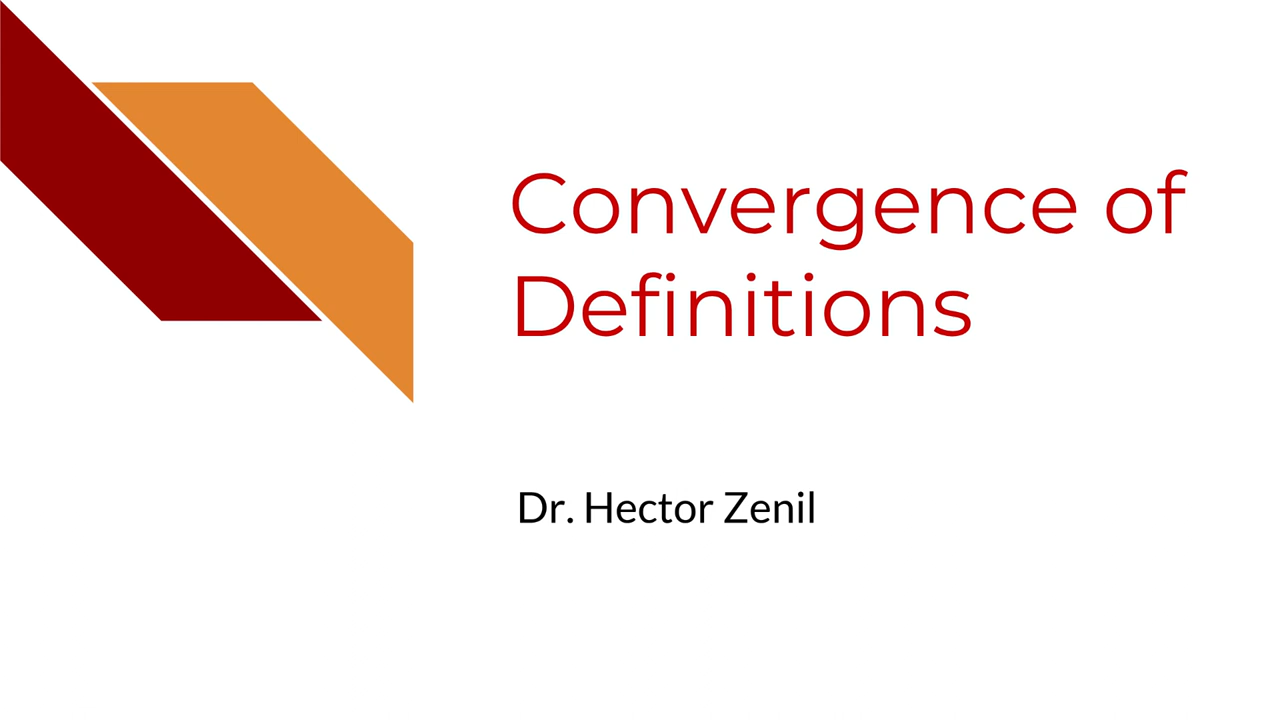 Convergence of
Definitions
Dr. Hector Zenil